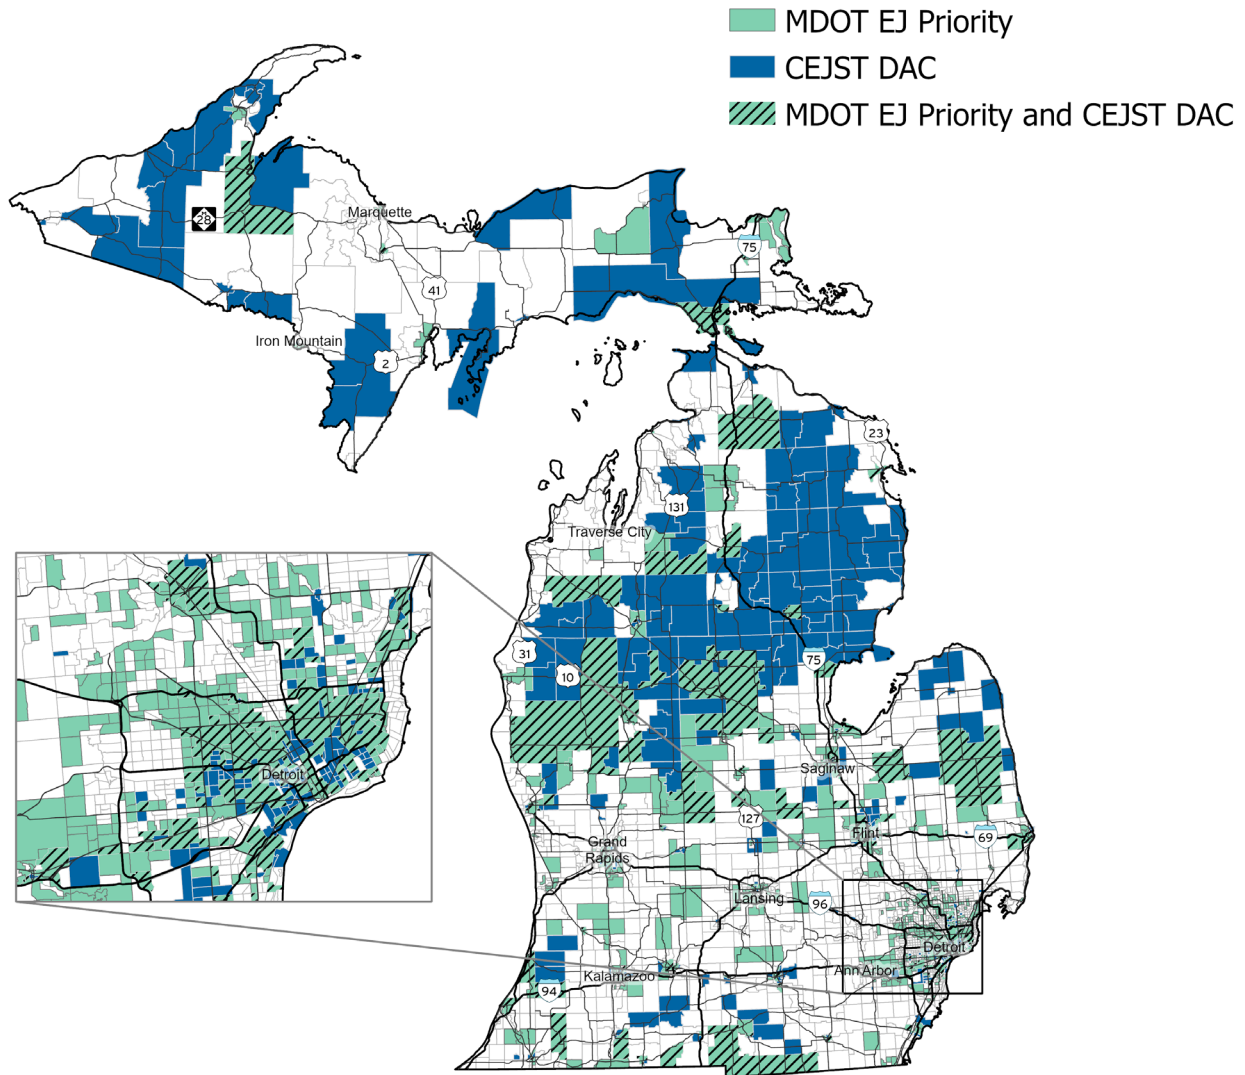 MDOT EJ Priority
CEJST DAC
MDOT EJ Priority and CEJST DAC
28
Marquette
75
41
Iron Mountain
2
23
131
Traverse City
31
10
75
Saginaw
Detroit
127
Flint
69
Grand
Rapids
Lansing
96
Detroit
Ann Arbor
Kalamazoo
94